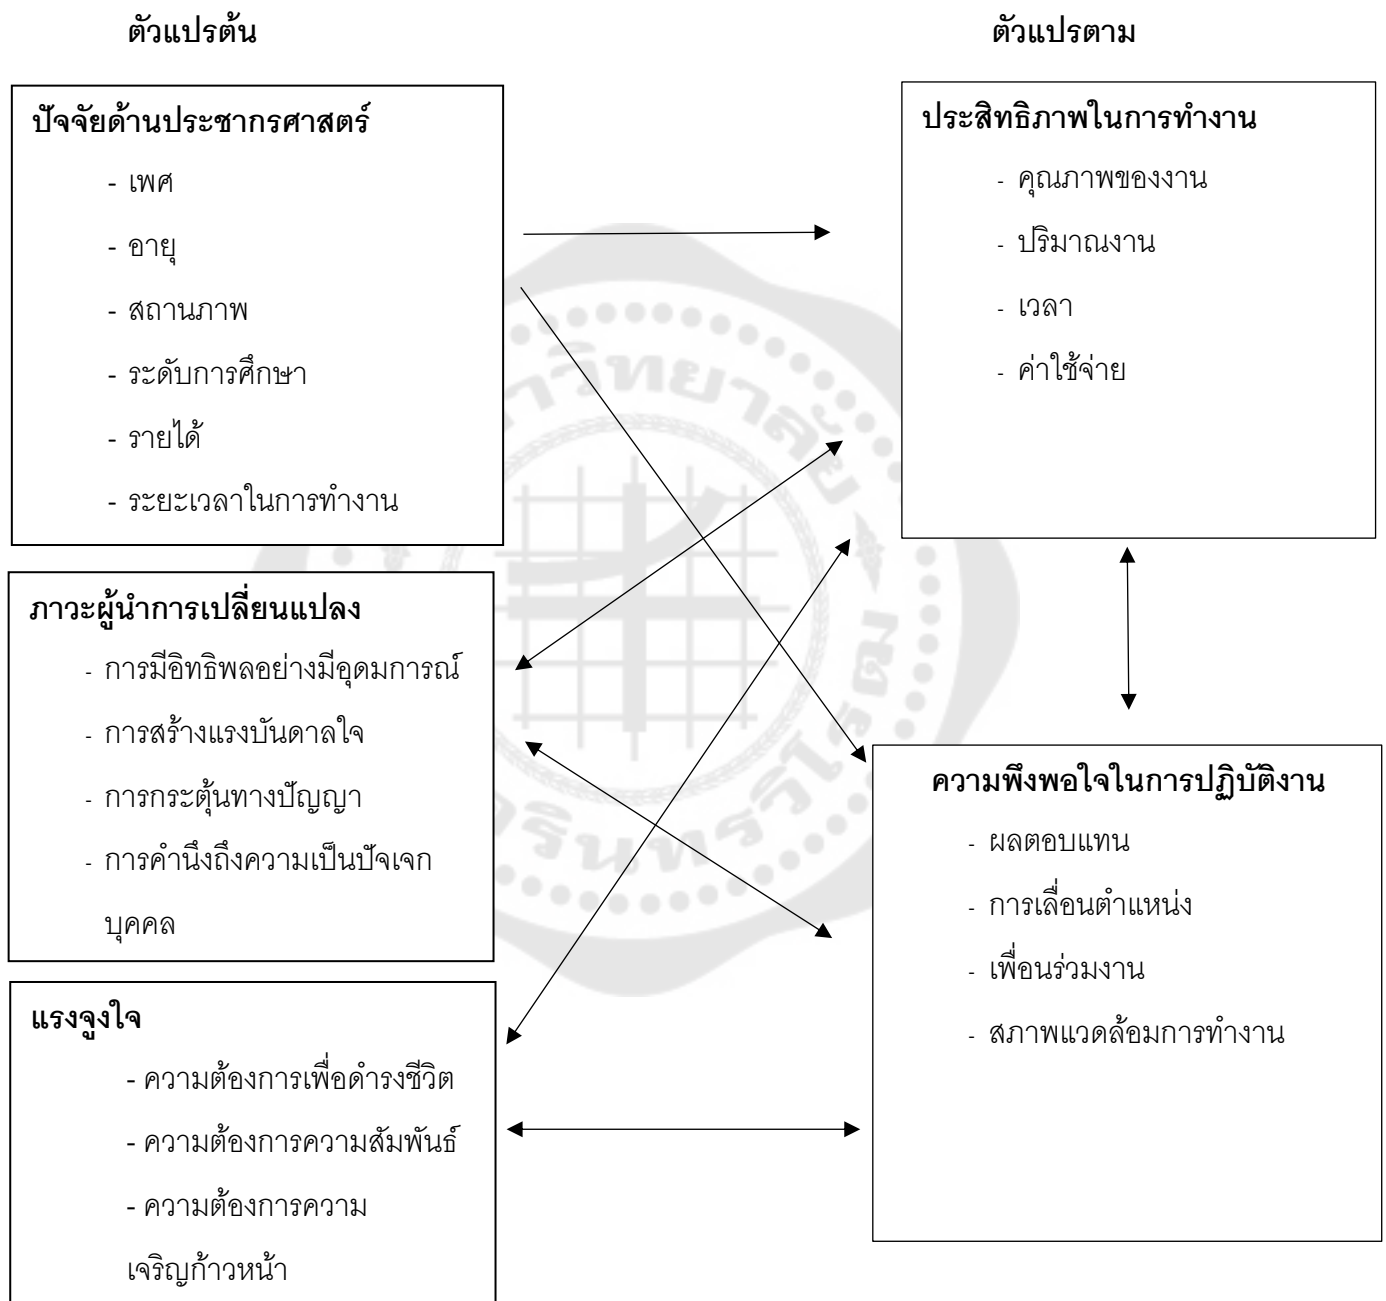 ตัวแปรต้น
ตัวแปรตาม
ปัจจัยด้านประชากรศาสตร์
- เพศ
- อายุ
- สถานภาพ
- ระดับการศึกษา
- รายได้
- ระยะเวลาในการทำงาน
ภาวะผู้นำการเปลี่ยนแปลง
- การมีอิทธิพลอย่างมีอุดมการณ์
- การสร้างแรงบันดาลใจ
- การกระตุ้นทางปัญญา
- การคำนึงถึงความเป็นปัจเจก
บุคคล
แรงจูงใจ
- ความต้องการเพื่อดำรงชีวิต
- ความต้องการความสัมพันธ์
- ความต้องการความ
เจริญก้าวหน้า
ประสิทธิภาพในการทำงาน
- คุณภาพของงาน
- ปริมาณงาน
- เวลา
- ค่าใช้จ่าย
ความพึงพอใจในการปฏิบัติงาน
- ผลตอบแทน
- การเลื่อนตำแหน่ง
- เพื่อนร่วมงาน
- สภาพแวดล้อมการทำงาน